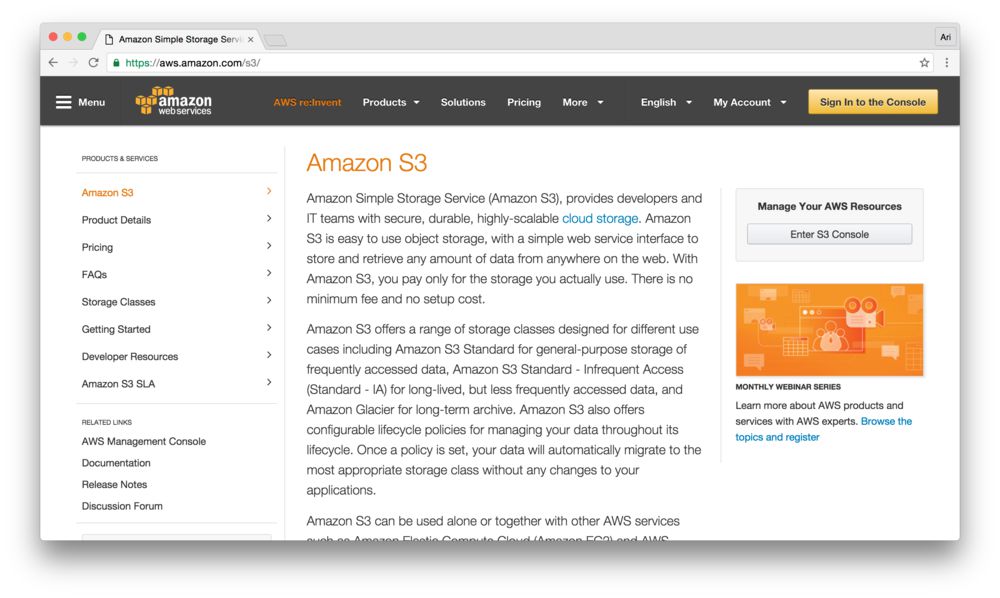 Amazon Simple Storage Servi
Ari
https://aws.amazon.com/s3/
Menu
amazon
web services
AWS re:Invent
Products
Solutions
Pricing
More
English
My Account
Sign In to the Console
PRODUCTS & SERVICES
Amazon S3
Product Details
Pricing
FAQs
Storage Classes
Getting Started
Developer Resources
Amazon S3 SLA
RELATED LINKS
AWS Management Console
Documentation
Release Notes
Discussion Forum
Amazon S3
Amazon Simple Storage Service (Amazon S3), provides developers and
IT teams with secure, durable, highly-scalable cloud storage. Amazon
S3 is easy to use object storage, with a simple web service interface to
store and retrieve any amount of data from anywhere on the web. With
Amazon S3, you pay only for the storage you actually use. There is no
minimum fee and no setup cost.
Amazon S3 offers a range of storage classes designed for different use
cases including Amazon S3 Standard for general-purpose storage of
frequently accessed data, Amazon S3 Standard - Infrequent Access
(Standard - IA) for long-lived, but less frequently accessed data, and
Amazon Glacier for long-term archive. Amazon S3 also offers
configurable lifecycle policies for managing your data throughout its
lifecycle. Once a policy is set, your data will automatically migrate to the
most appropriate storage class without any changes to your
applications.
Amazon S3 can be used alone or together with other AWS services
such as Amazon Elastic Compute Cloud (Amazon EC2) and AWS
Manage Your AWS Resources
Enter S3 Console
MONTHLY WEBINAR SERIES
Learn more about AWS products and
services with AWS experts. Browse the
topics and register